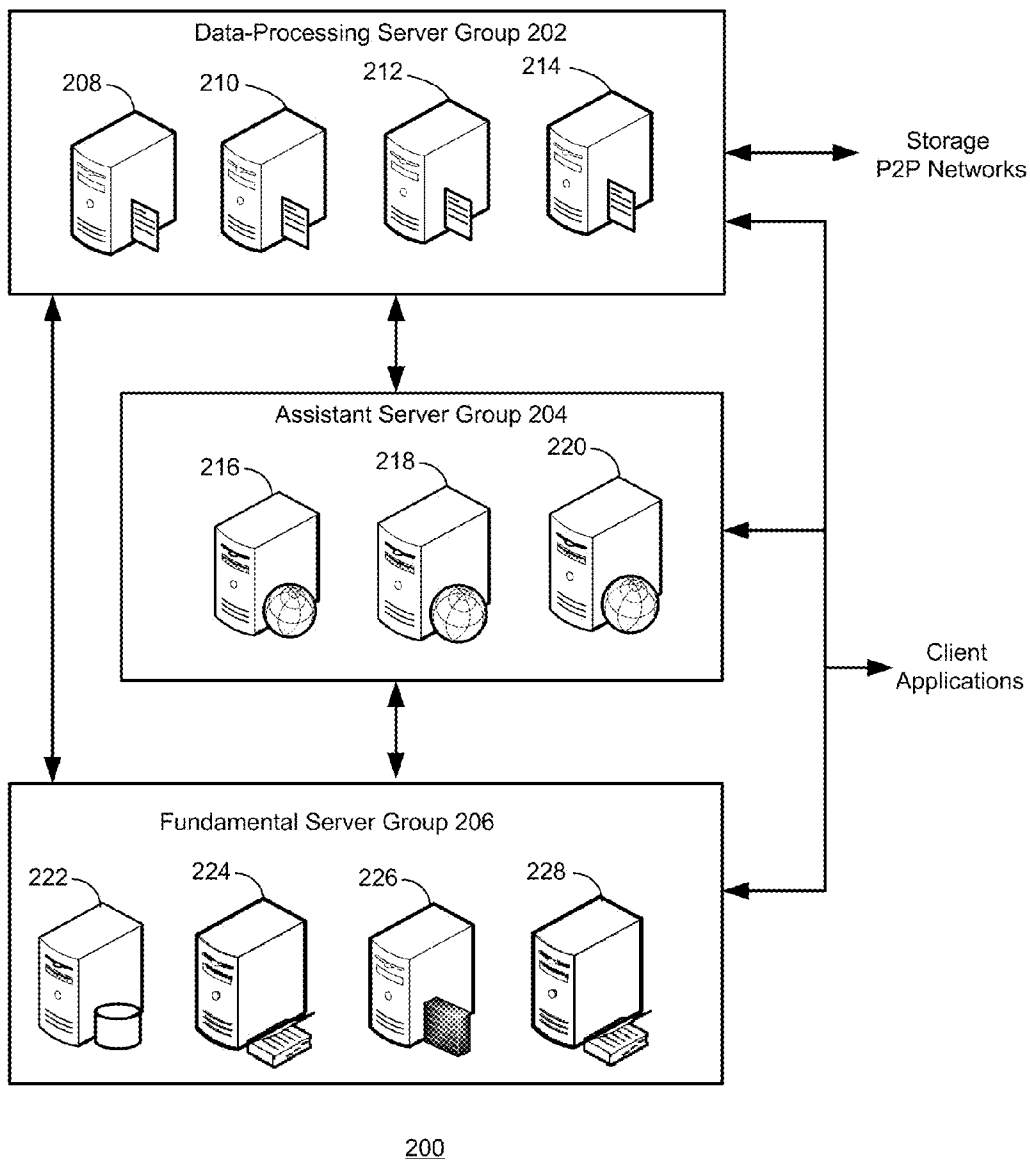 Data-Processing Server Group 202
208
210
212
214
Storage
P2P Networks
Assistant Server Group 204
216
218
220
Client
Applications
Fundamental Server Group 206
222
224
226
228
200